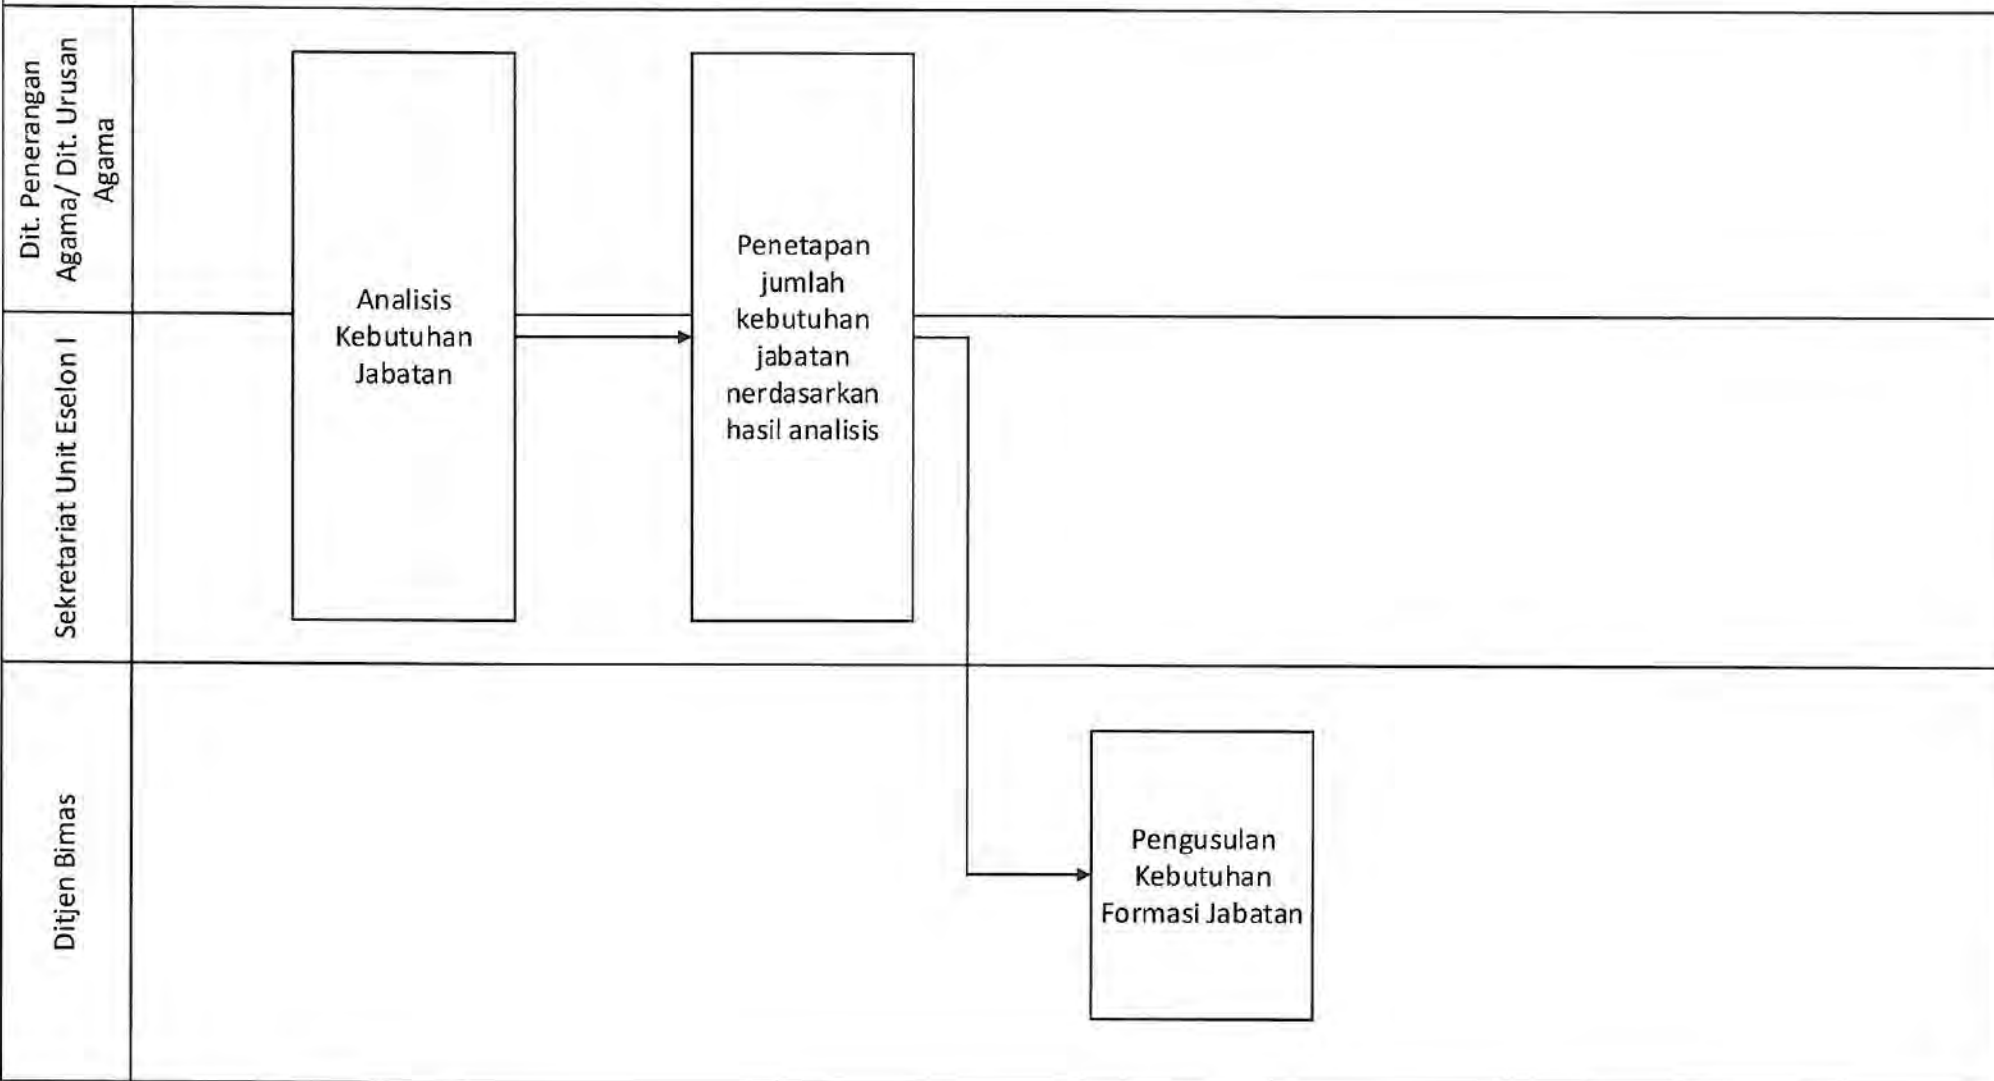 Dit. Penerangan
Agama/ Dit. Urusan
Agama
Analisis
Kebutuhan
Jabatan
Penetapan
jumlah
kebutuhan
jabatan
nerdasarkan
hasil analisis
Sekretariat Unit Eselon I
Ditjen Bimas
Pengusulan
Kebutuhan
Formasi Jabatan